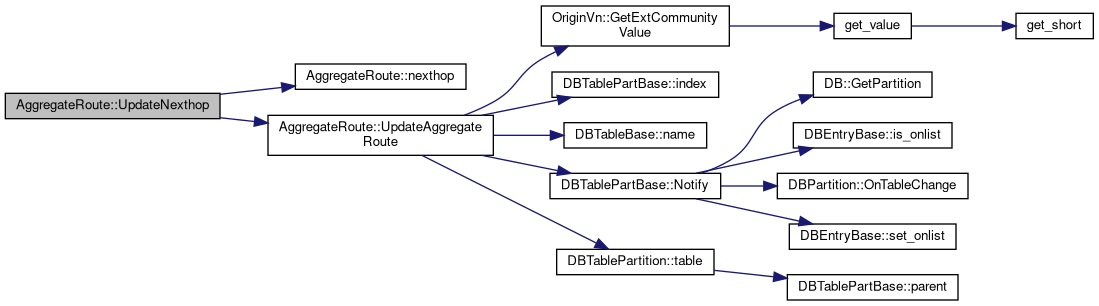 AggregateRoute::UpdateNexthop
AggregateRoute::nexthop
AggregateRoute::UpdateAggregate
Route
OriginVn::GetExtCommunity
Value
DBTablePartBase::index
DBTableBase::name
DBTablePartBase::Notify
DBTablePartition::table
get_value
get_short
DB::GetPartition
DBEntryBase::is_onlist
DBPartition::OnTableChange
DBEntryBase::set_onlist
DBTablePartBase::parent